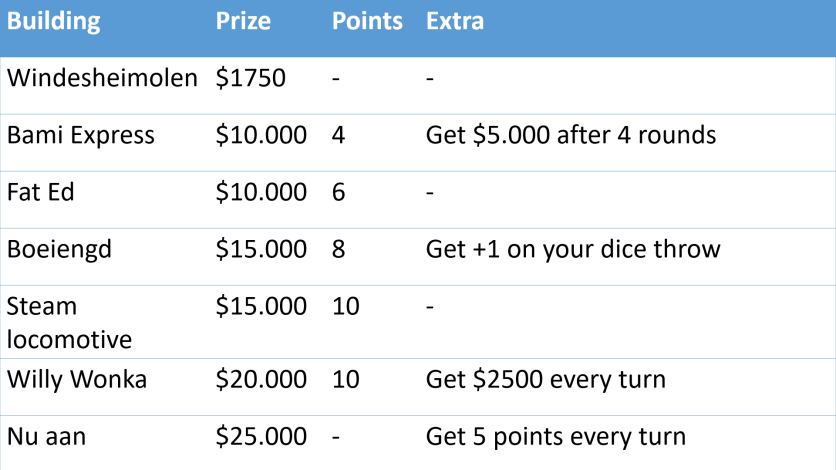 Building Prize Points Extra
Windesheimolen $1750 - -
Bami Express $10.000 4 Get $5.000 after 4 rounds
Fat Ed $10.000 6 -
Boeiengd $15.000 8 Get +1 on your dice throw
Steam $15.000 10 -
locomotive
Willy Wonka $20.000 10 Get $2500 every turn
Nu aan $25.000 - Get 5 points every turn